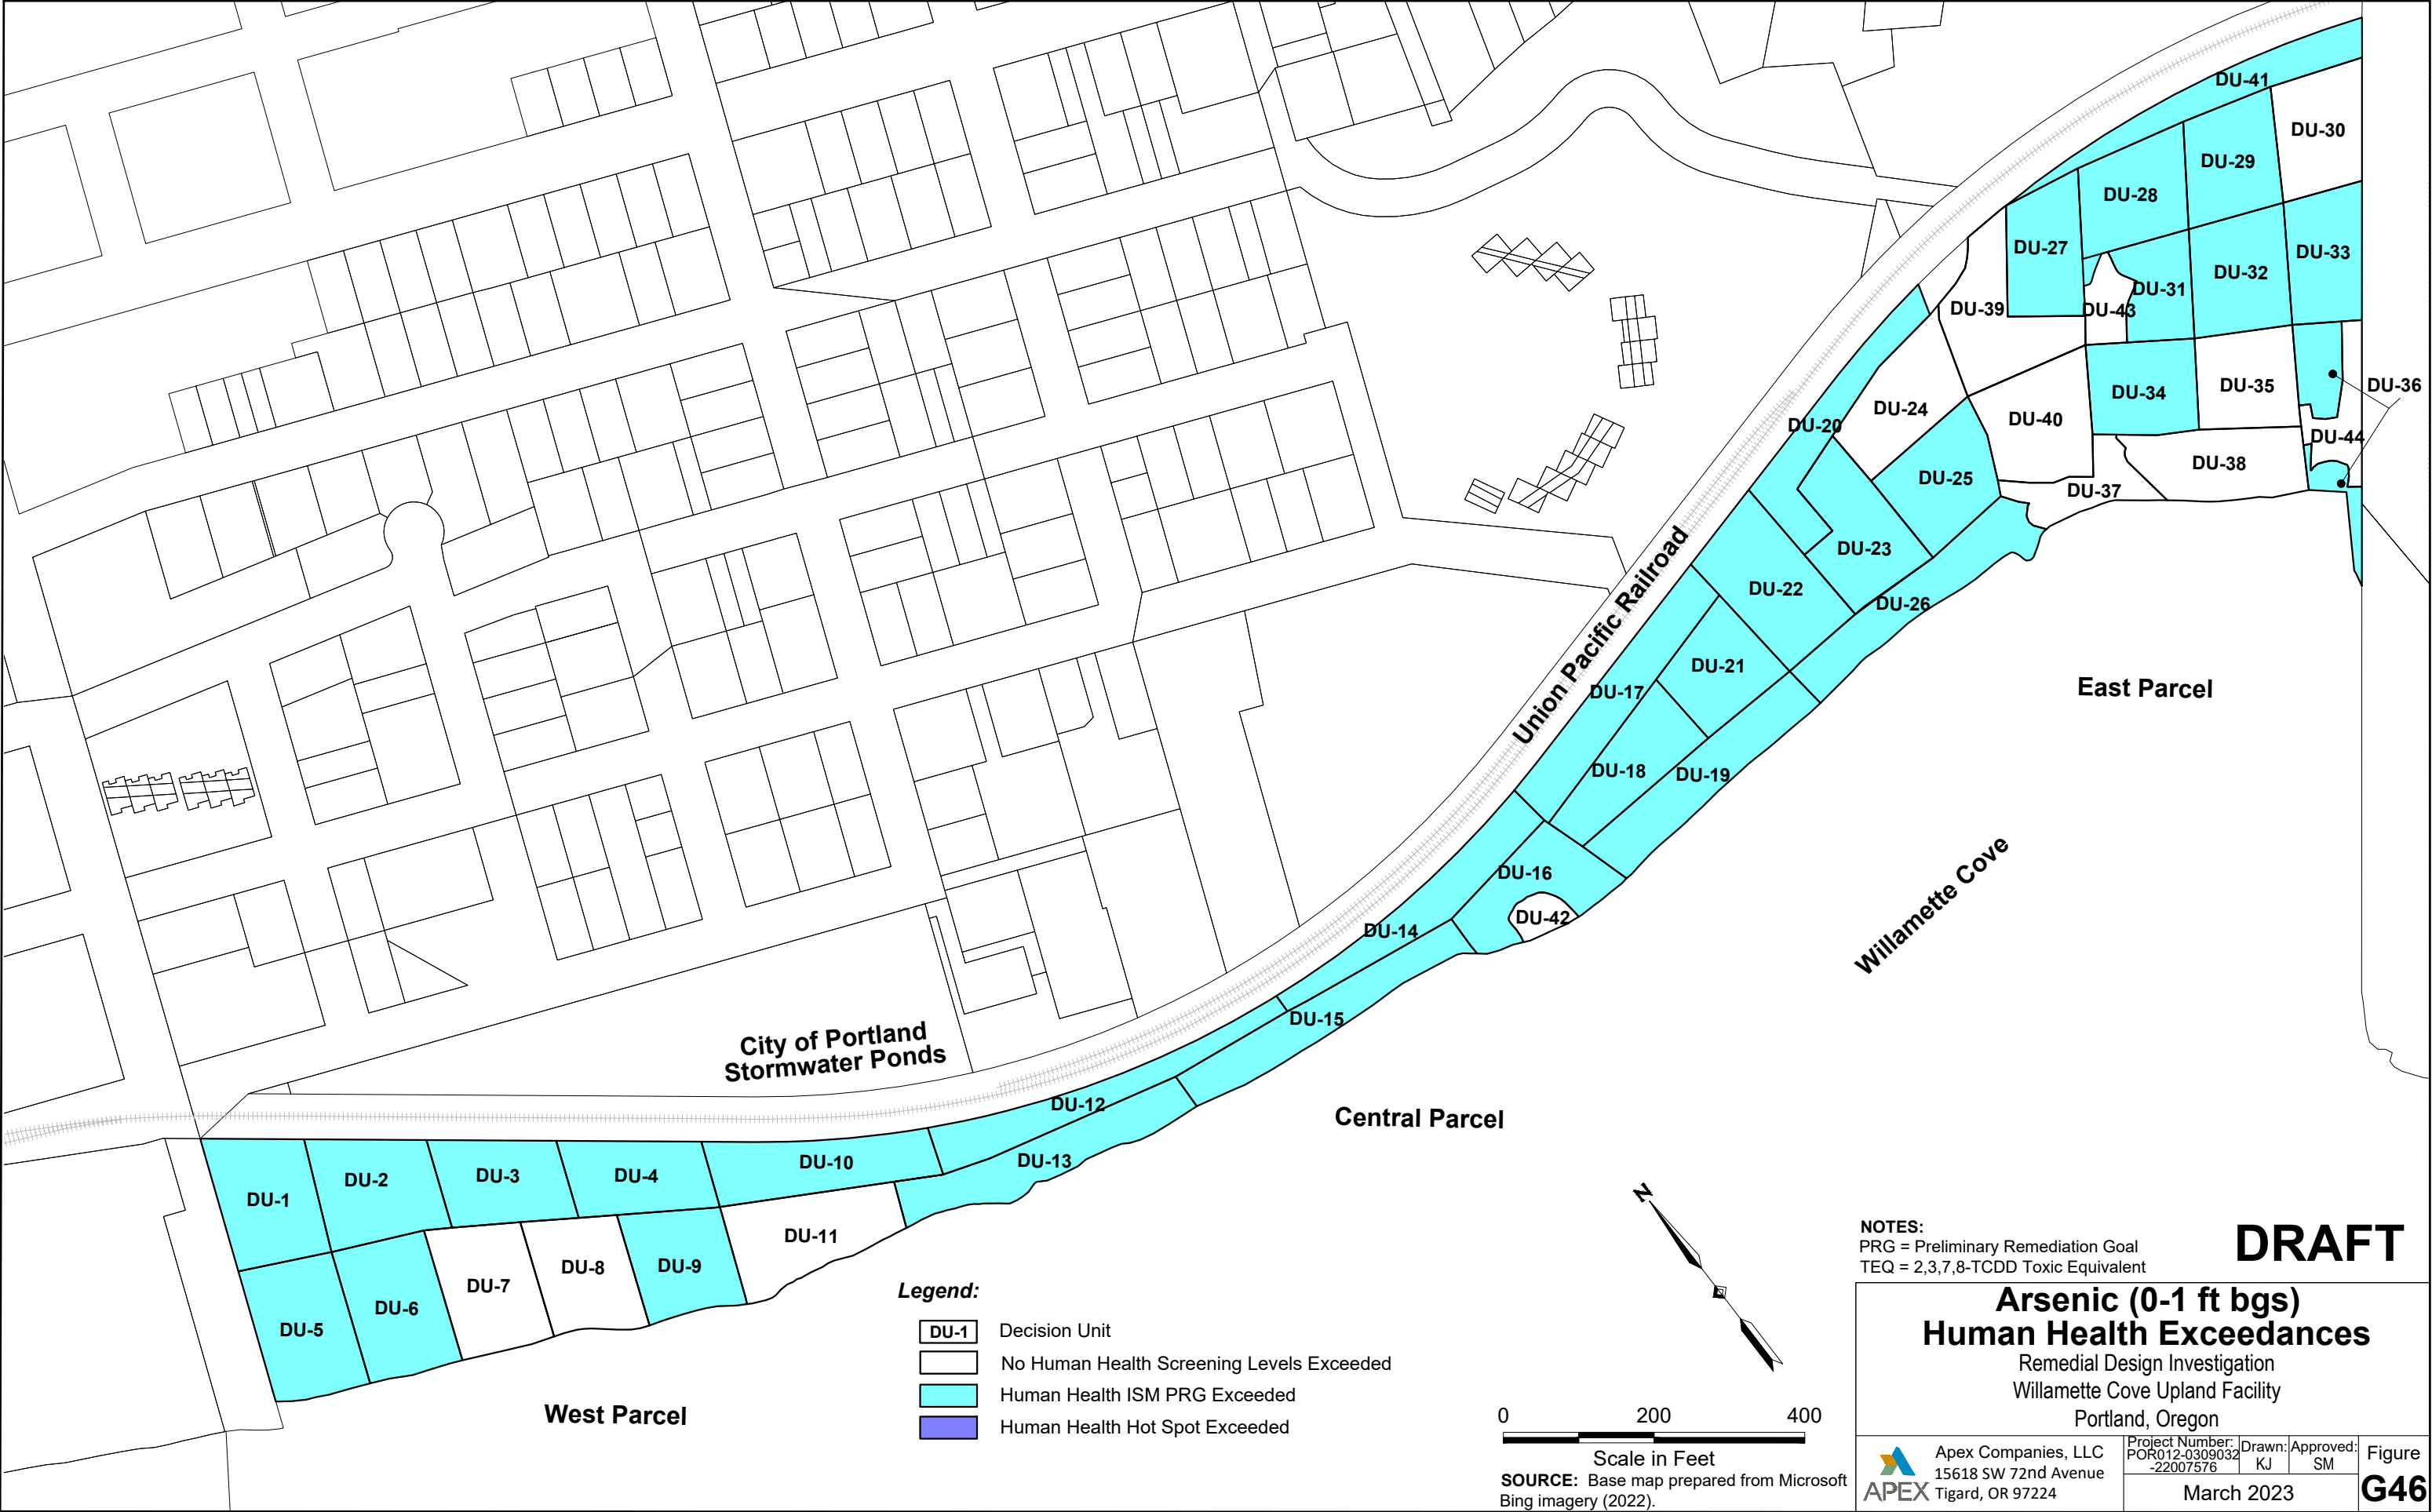 DU-41
DU-30
DU-29
DU-28
DU-27
DU-33
DU-32
DU-31
DU-43
DU-39
DU-36
DU-35
DU-34
DU-24
DU-40
DU-20
DU-44
DU-38
DU-25
DU-37
DU-23
DU-22
DU-26
Union Pacific Railroad
DU-21
East Parcel
DU-17
DU-18
DU-19
DU-16
DU-42
Willamette Cove
DU-14
DU-15
City of Portland
Stormwater Ponds
DU-12
Central Parcel
DU-13
DU-10
DU-4
DU-3
DU-2
DU-1
DU-11
DU-9
DU-8
DU-7
DU-6
DU-5
West Parcel
Legend:
DU-1 Decision Unit
No Human Health Screening Levels Exceeded
Human Health ISM PRG Exceeded
Human Health Hot Spot Exceeded
N
0 200 400
Scale in Feet
SOURCE: Base map prepared from Microsoft
Bing imagery (2022).
NOTES:
PRG = Preliminary Remediation Goal
TEQ = 2,3,7,8-TCDD Toxic Equivalent
DRAFT
Arsenic (0-1 ft bgs)
Human Health Exceedances
Remedial Design Investigation
Willamette Cove Upland Facility
Portland, Oregon
APEX
Apex Companies, LLC
15618 SW 72nd Avenue
Tigard, OR 97224
Project Number:
POR012-0309032
-22007576
Drawn:
KJ
Approved:
SM
March 2023
Figure
G46